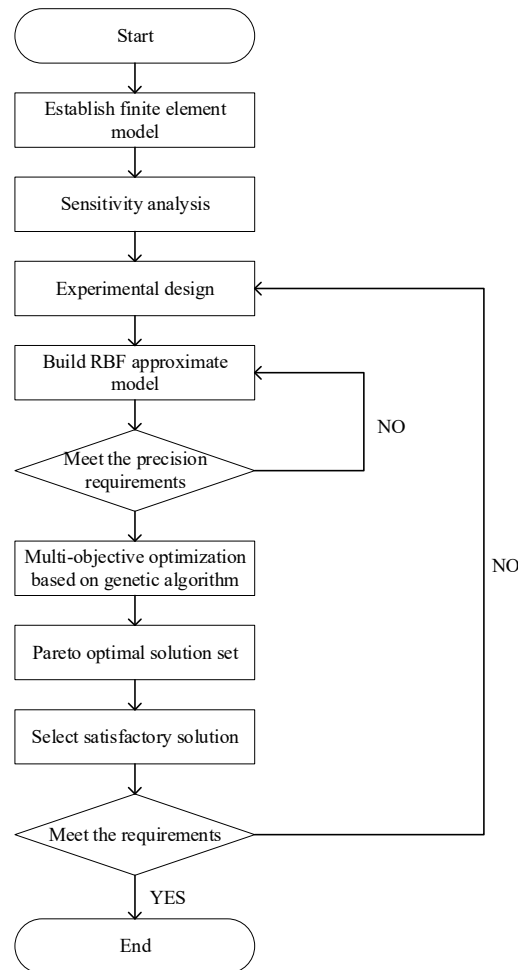 Start
Establish finite element
model
Sensitivity analysis
Experimental design
Build RBF approximate
model
NO
Meet the precision
requirements
Multi-objective optimization
based on genetic algorithm
NO
Pareto optimal solution set
Select satisfactory solution
Meet the requirements
YES
End